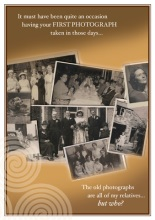 It must have been quite an occasion
having your FIRST PHOTOGRAPH
taken in those days...
The old photographs
are all of my relatives...
but who?